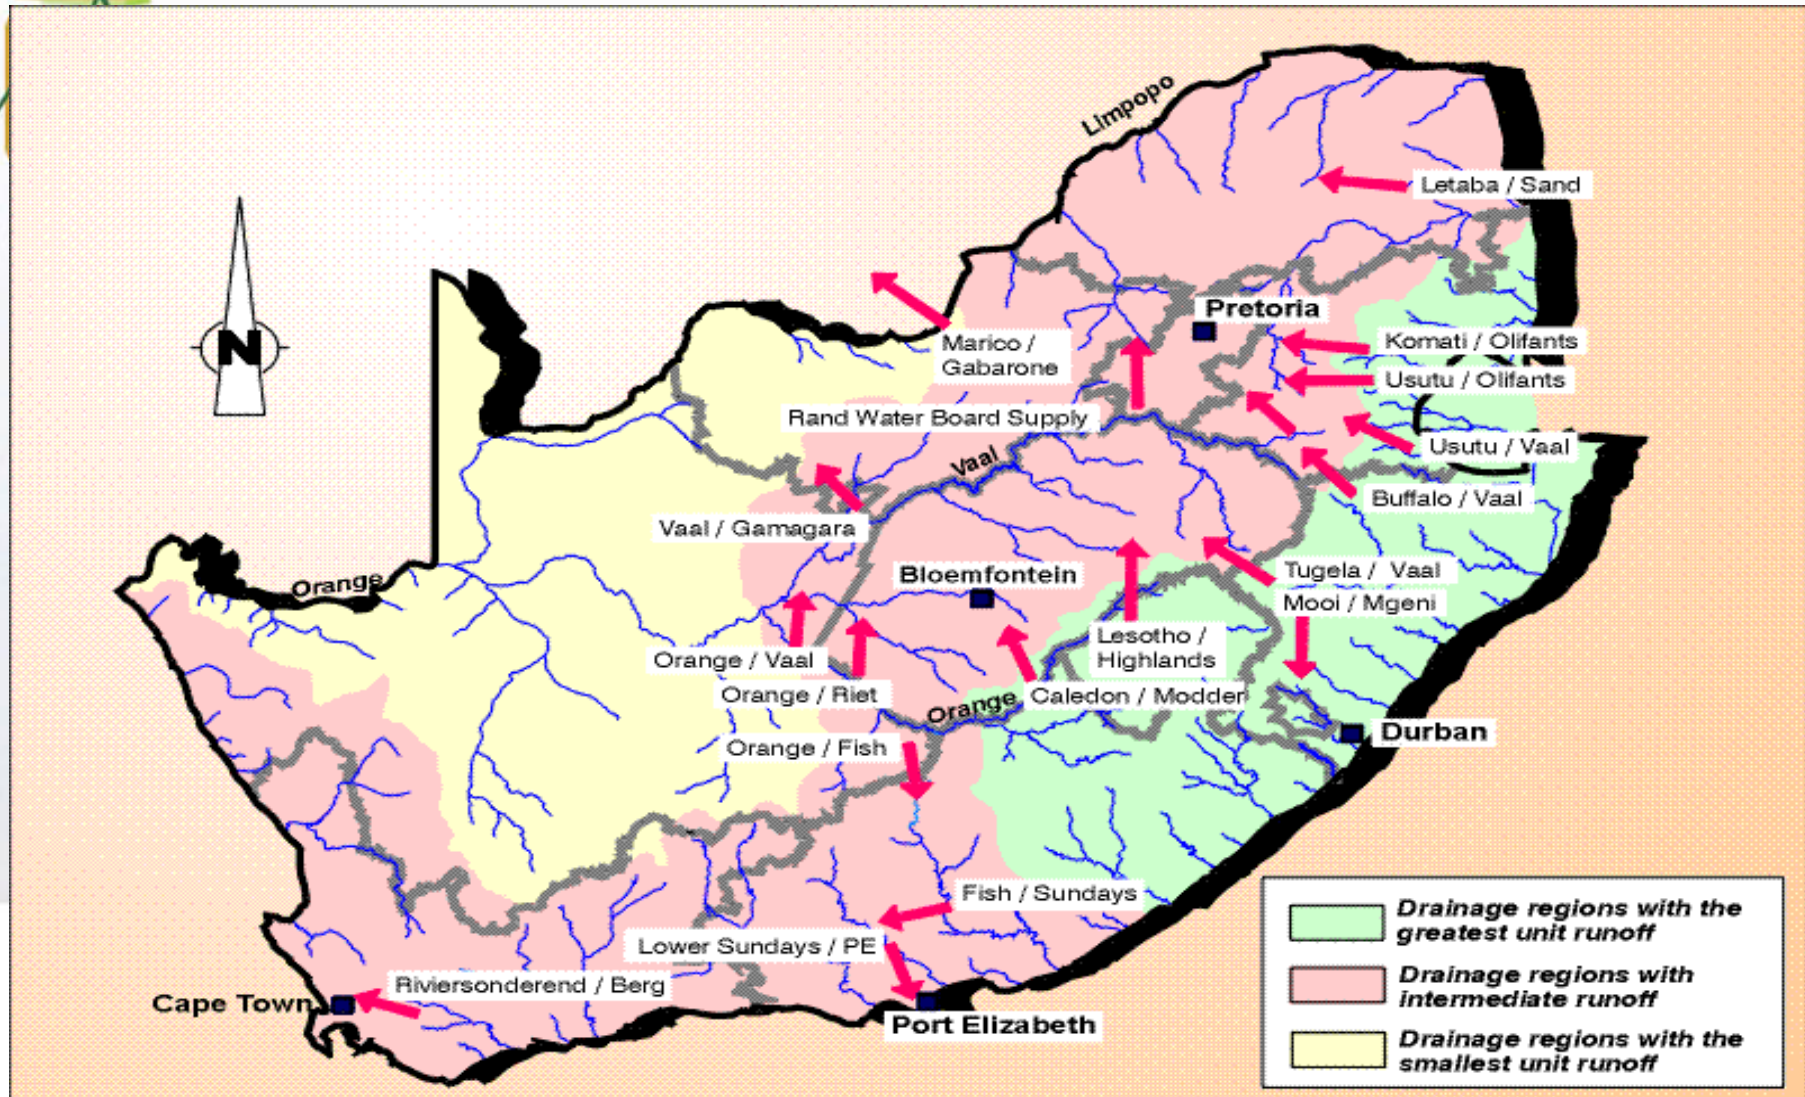 Limpopo
Letaba / Sand
N
Pretoria
Marico /
Gabarone
Komati / Olifants
Usutu / Olifants
Rand Water Board Supply
Usutu / Vaal
Vaal
Buffalo / Vaal
Vaal / Gamagara
Orange
Bloemfontein
Tugela / Vaal
Mooi / Mgeni
Lesotho /
Highlands
Orange / Vaal
Orange / Riet
Caledon / Modder
Orange
Durban
Orange / Fish
Fish / Sundays
Lower Sundays / PE
Riviersonderend / Berg
Cape Town
Port Elizabeth
Drainage regions with the
greatest unit runoff
Drainage regions with
intermediate runoff
Drainage regions with the
smallest unit runoff